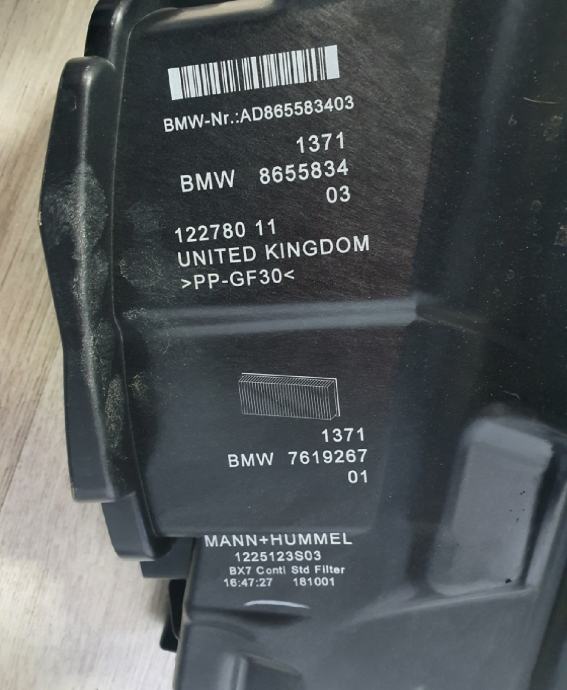 BMW-Nr.:AD865583403
1371
BMW 8655834
03
122780 11
UNITED KINGDOM
>PP-GF30<
1371
BMW 7619267
01
MANN+HUMMEL
1225123S03
BX7 Conti Std Filter
16:47:27 181001